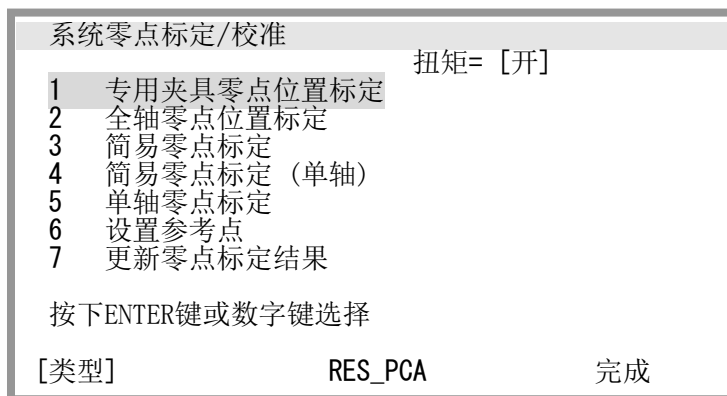 系统零点标定/校准
扭矩= [开]
1 专用夹具零点位置标定
2 全轴零点位置标定
3 简易零点标定
4 简易零点标定 (单轴)
5 单轴零点标定
6 设置参考点
7 更新零点标定结果
按下ENTER键或数字键选择
[类型] RES_PCA 完成